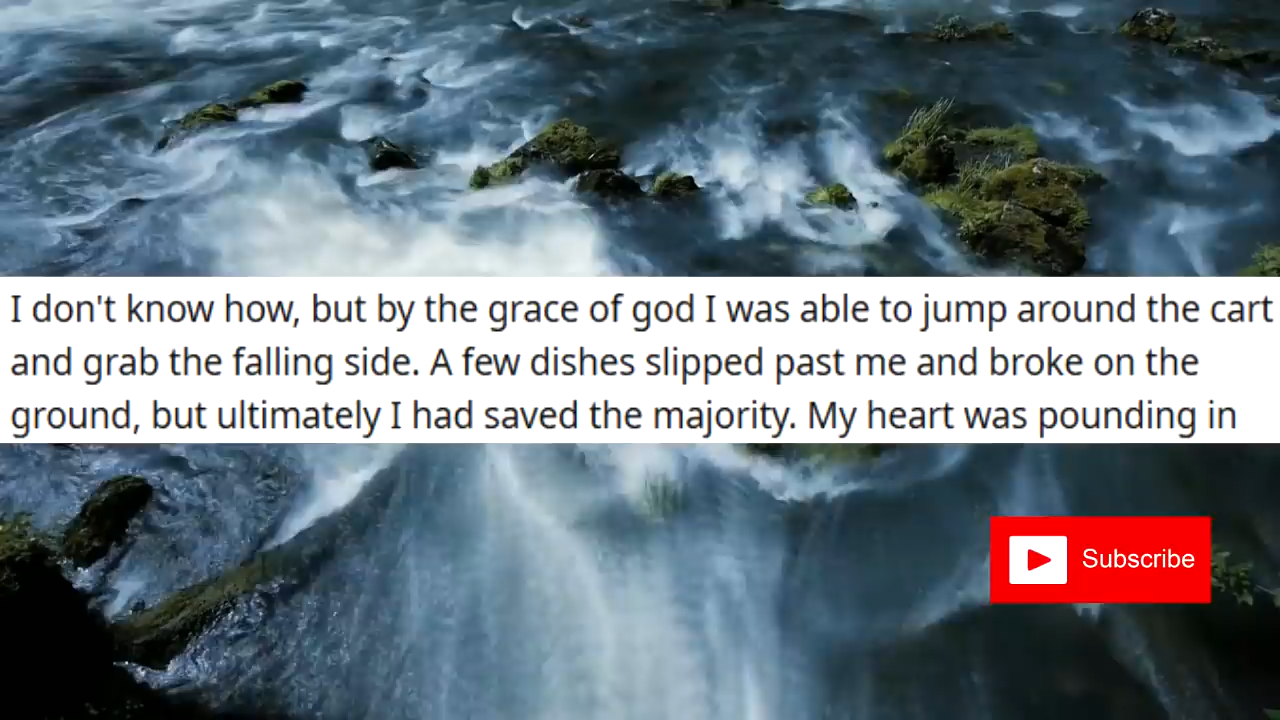 I don't know how, but by the grace of god I was able to jump around the cart
and grab the falling side. A few dishes slipped past me and broke on the
ground, but ultimately I had saved the majority. My heart was pounding in
Subscribe